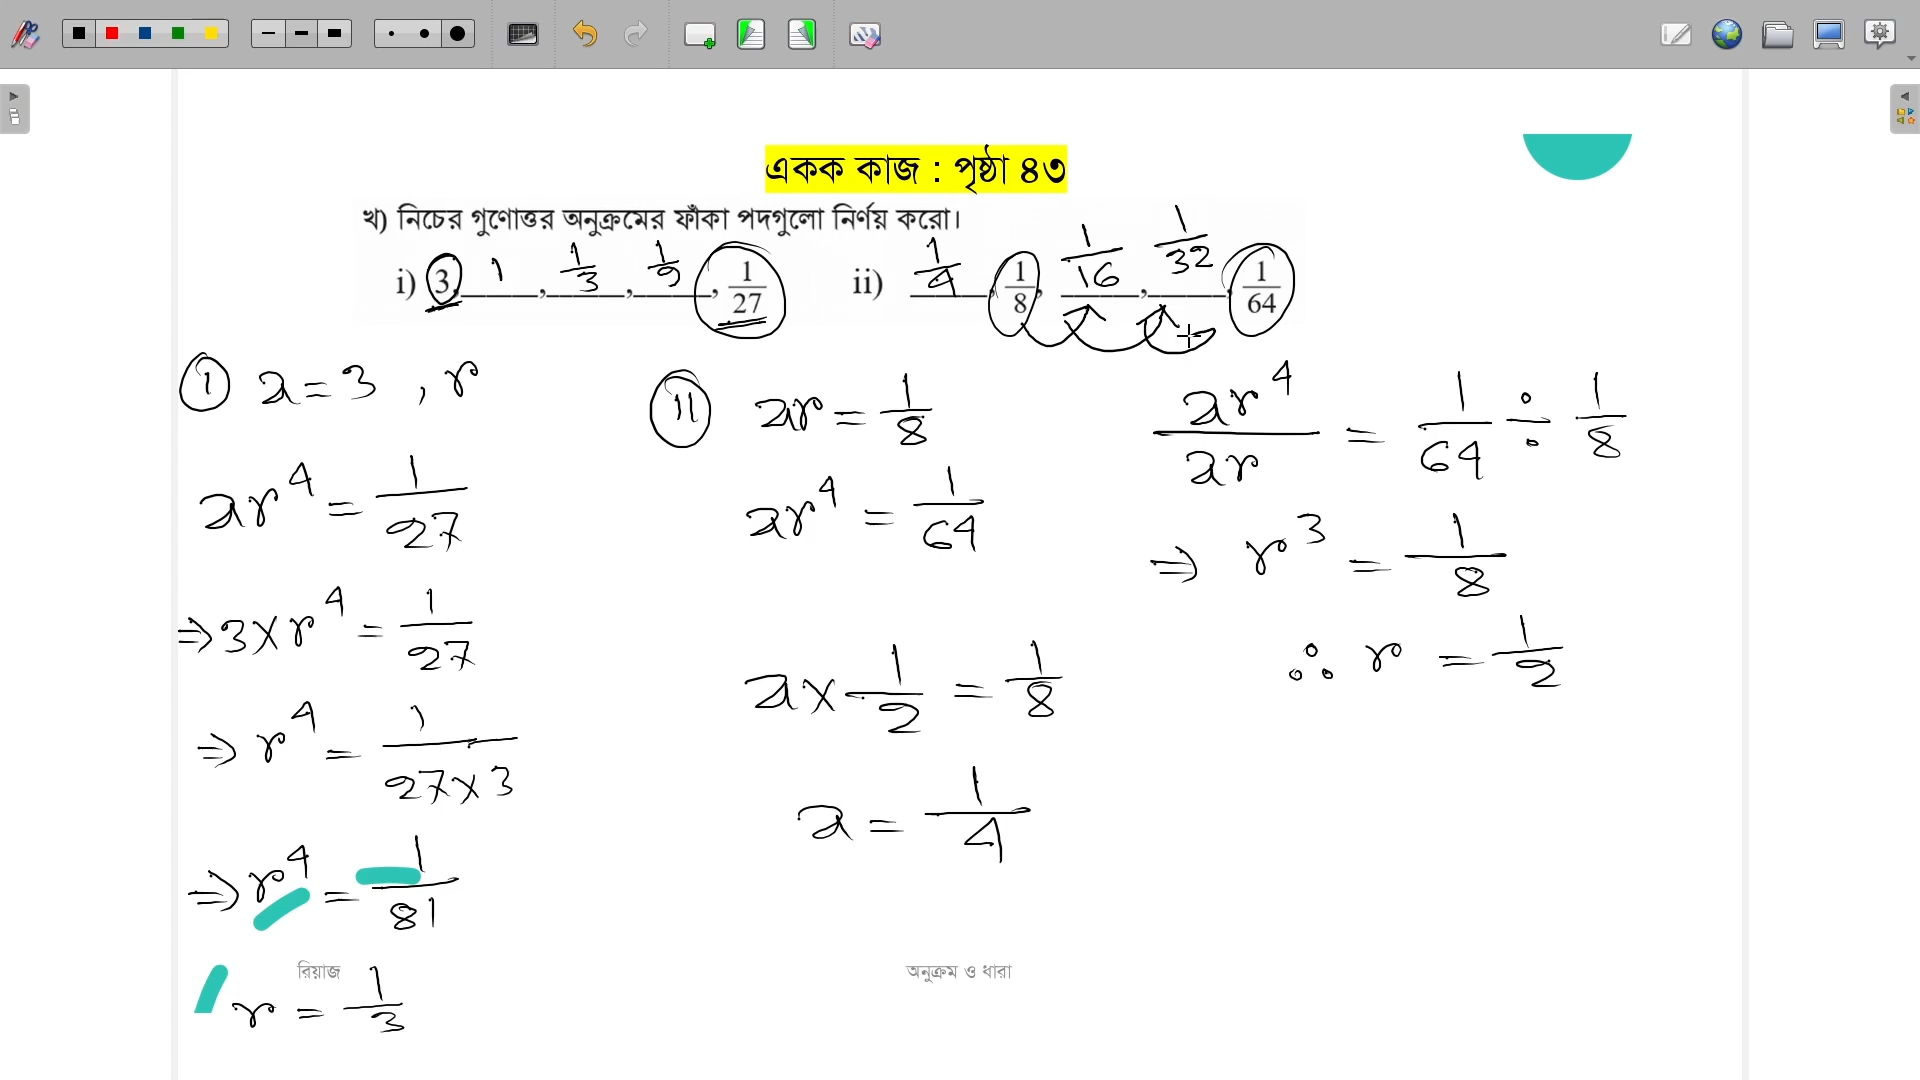 একক কাজ : পৃষ্ঠা ৪৩
খ) নিচের গুণোত্তর অনুক্রমের ফাঁকা পদগুলো নির্ণয় করো।
i) 3, 1, 1/3, 1/9, 1/27 ii) 1/4, 1/8, 1/16, 1/32, 1/64
① a = 3 , r
ar⁴ = 1/27
⇒ 3 × r⁴ = 1/27
⇒ r⁴ = 1/(27×3)
⇒ r⁴ = 1/81
r = 1/3
⑪ ar = 1/8
ar⁴ = 1/64
a × 1/2 = 1/8
a = 1/4
ar⁴/ar = 1/64 ÷ 1/8
⇒ r³ = 1/8
∴ r = 1/2
রিয়াজ
অনুক্রম ও ধারা